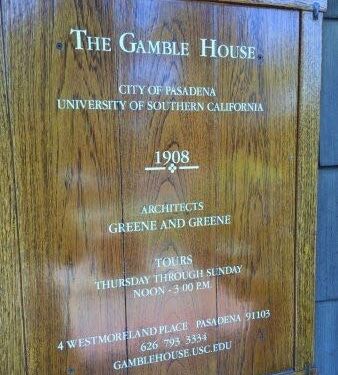 THE GAMBLE HOUSE
CITY OF PASADENA
UNIVERSITY OF SOUTHERN CALIFORNIA
1908
ARCHITECTS
GREENE AND GREENE
TOURS
THURSDAY THROUGH SUNDAY
NOON - 3:00 P.M.
4 WESTMORELAND PLACE PASADENA 91103
626 793 3334
GAMBLEHOUSE.USC.EDU